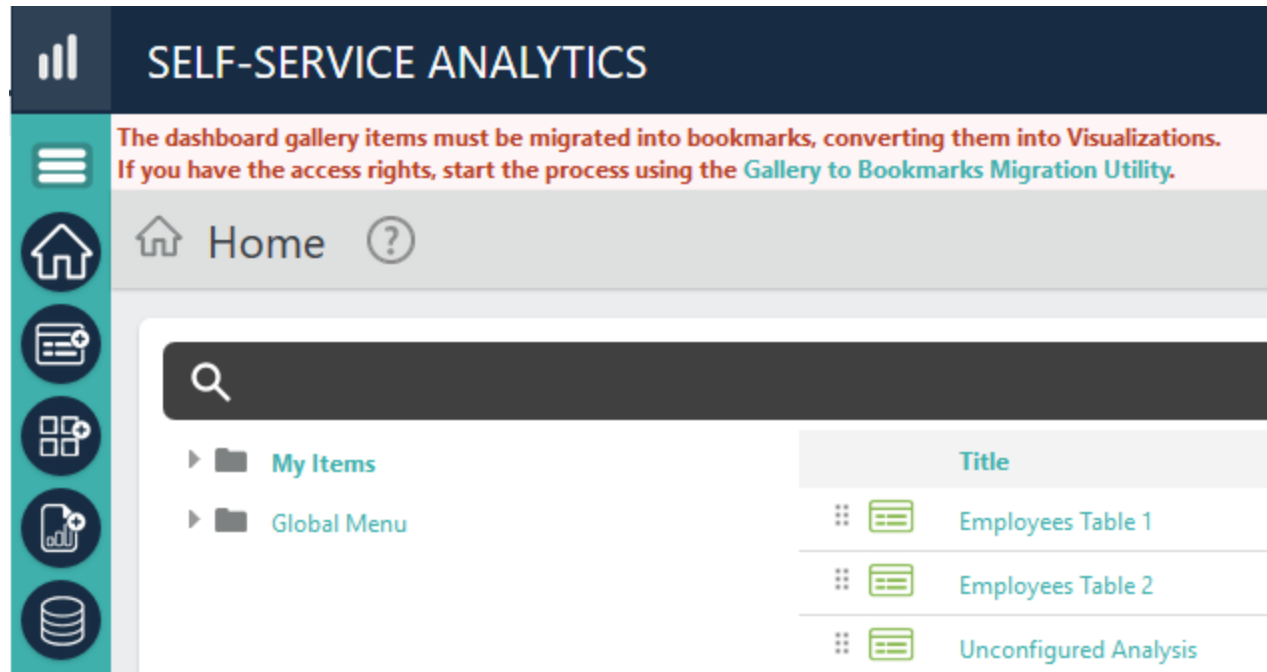 SELF-SERVICE ANALYTICS
The dashboard gallery items must be migrated into bookmarks, converting them into Visualizations.
If you have the access rights, start the process using the Gallery to Bookmarks Migration Utility.
Home ?
My Items
Global Menu
Title
Employees Table 1
Employees Table 2
Unconfigured Analysis